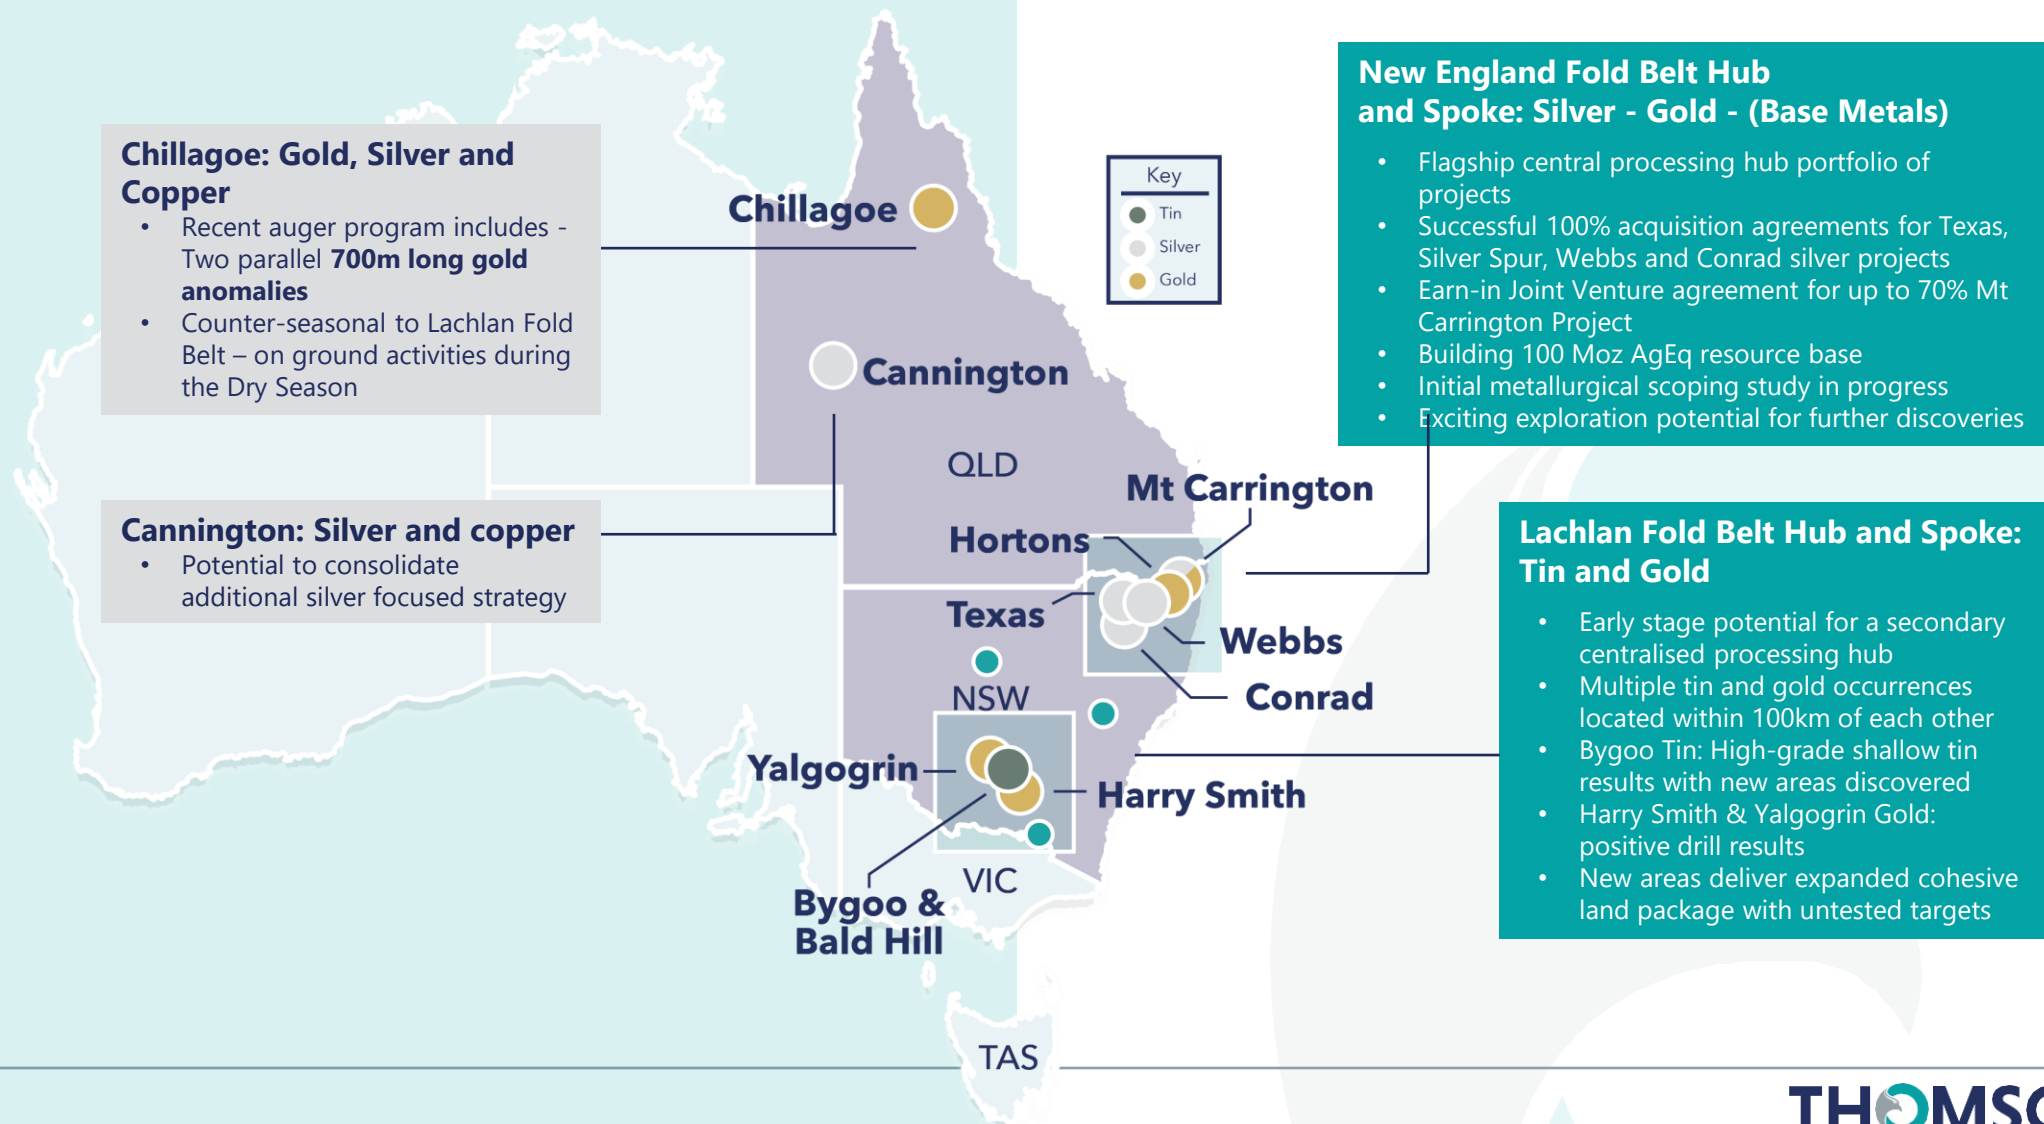 Chillagoe: Gold, Silver and
Copper
• Recent auger program includes -
Two parallel 700m long gold
anomalies
• Counter-seasonal to Lachlan Fold
Belt – on ground activities during
the Dry Season
Cannington: Silver and copper
• Potential to consolidate
additional silver focused strategy
Chillagoe
Cannington
Key
Tin
Silver
Gold
QLD
Mt Carrington
Hortons
Texas
Webbs
Conrad
NSW
Yalgogrin
Harry Smith
Bygoo &
Bald Hill
VIC
TAS
New England Fold Belt Hub
and Spoke: Silver - Gold - (Base Metals)
• Flagship central processing hub portfolio of
projects
• Successful 100% acquisition agreements for Texas,
Silver Spur, Webbs and Conrad silver projects
• Earn-in Joint Venture agreement for up to 70% Mt
Carrington Project
• Building 100 Moz AgEq resource base
• Initial metallurgical scoping study in progress
• Exciting exploration potential for further discoveries
Lachlan Fold Belt Hub and Spoke:
Tin and Gold
• Early stage potential for a secondary
centralised processing hub
• Multiple tin and gold occurrences
located within 100km of each other
• Bygoo Tin: High-grade shallow tin
results with new areas discovered
• Harry Smith & Yalgogrin Gold:
positive drill results
• New areas deliver expanded cohesive
land package with untested targets